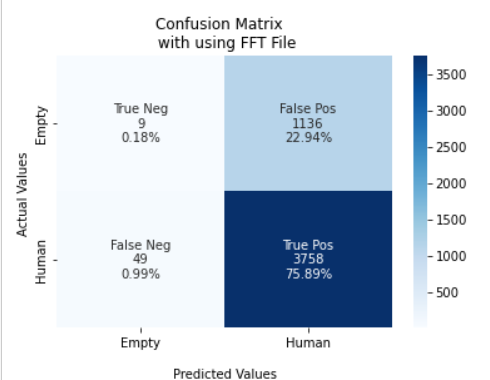 Confusion Matrix
with using FFT File
True Neg
9
0.18%
False Pos
1136
22.94%
False Neg
49
0.99%
True Pos
3758
75.89%
Empty
Human
Actual Values
Empty
Human
Predicted Values
3500
3000
2500
2000
1500
1000
500